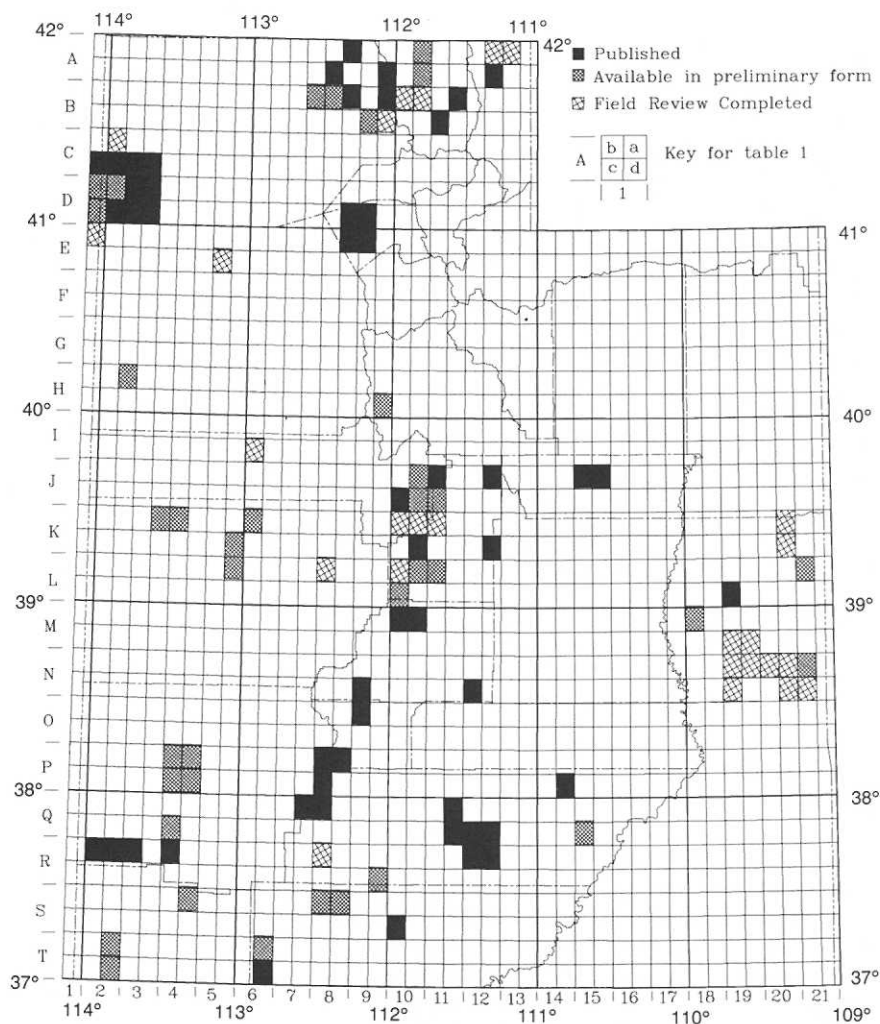 114° 113° 112° 111°
42° 42°
Published
Available in preliminary form
Field Review Completed
b a
A Key for table 1
c d
1
A
B
C
D
41° 41°
E
F
G
H
40° 40°
I
J
K
L
39° 39°
M
N
O
P
38° 38°
Q
R
S
T
37° 37°
1 2 3 4 5 6 7 8 9 10 11 12 13 14 15 16 17 18 19 20 21
114° 113° 112° 111° 110° 109°